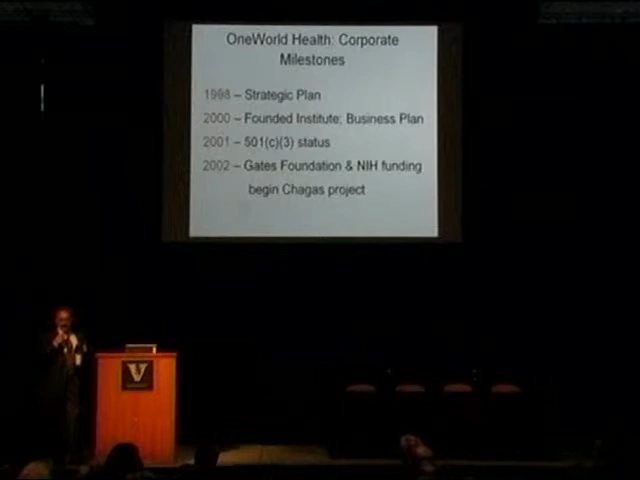 OneWorld Health: Corporate
Milestones
1998 – Strategic Plan
2000 – Founded Institute; Business Plan
2001 – 501(c)(3) status
2002 – Gates Foundation & NIH funding
begin Chagas project
V